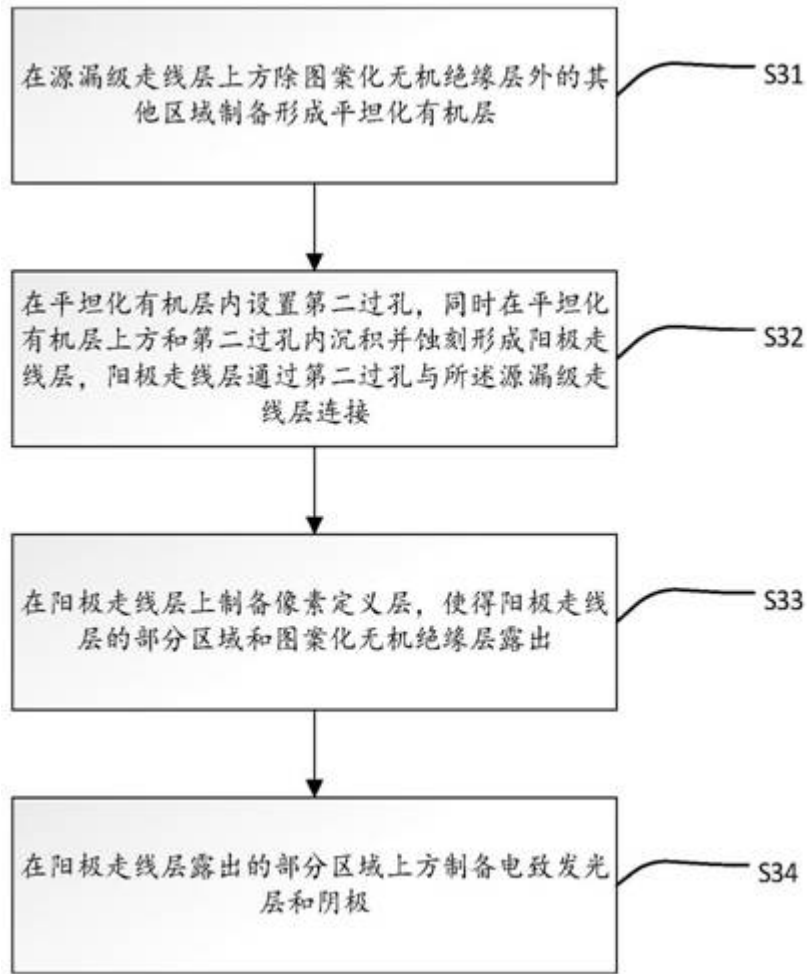 在源漏级走线层上方除图案化无机绝缘层外的其
他区域制备形成平坦化有机层
S31
在平坦化有机层内设置第二过孔，同时在平坦化
有机层上方和第二过孔内沉积并蚀刻形成阳极走
线层，阳极走线层通过第二过孔与所述源漏级走
线层连接
S32
在阳极走线层上制备像素定义层，使得阳极走线
层的部分区域和图案化无机绝缘层露出
S33
在阳极走线层露出的部分区域上方制备电致发光
层和阴极
S34